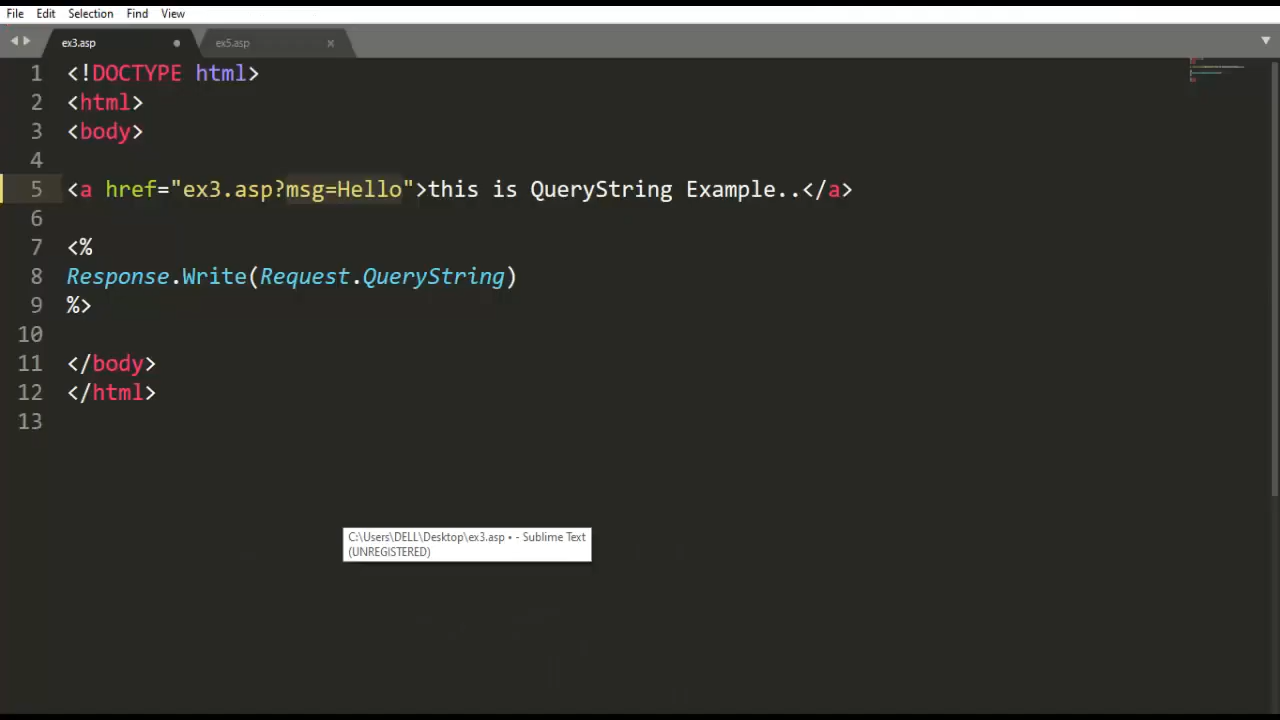 File Edit Selection Find View
ex3.asp ex5.asp
1 <!DOCTYPE html>
2 <html>
3 <body>
4
5 <a href="ex3.asp?msg=Hello">this is QueryString Example..</a>
6
7 <%
8 Response.Write(Request.QueryString)
9 %>
10
11 </body>
12 </html>
13
C:\Users\DELL\Desktop\ex3.asp • - Sublime Text
(UNREGISTERED)